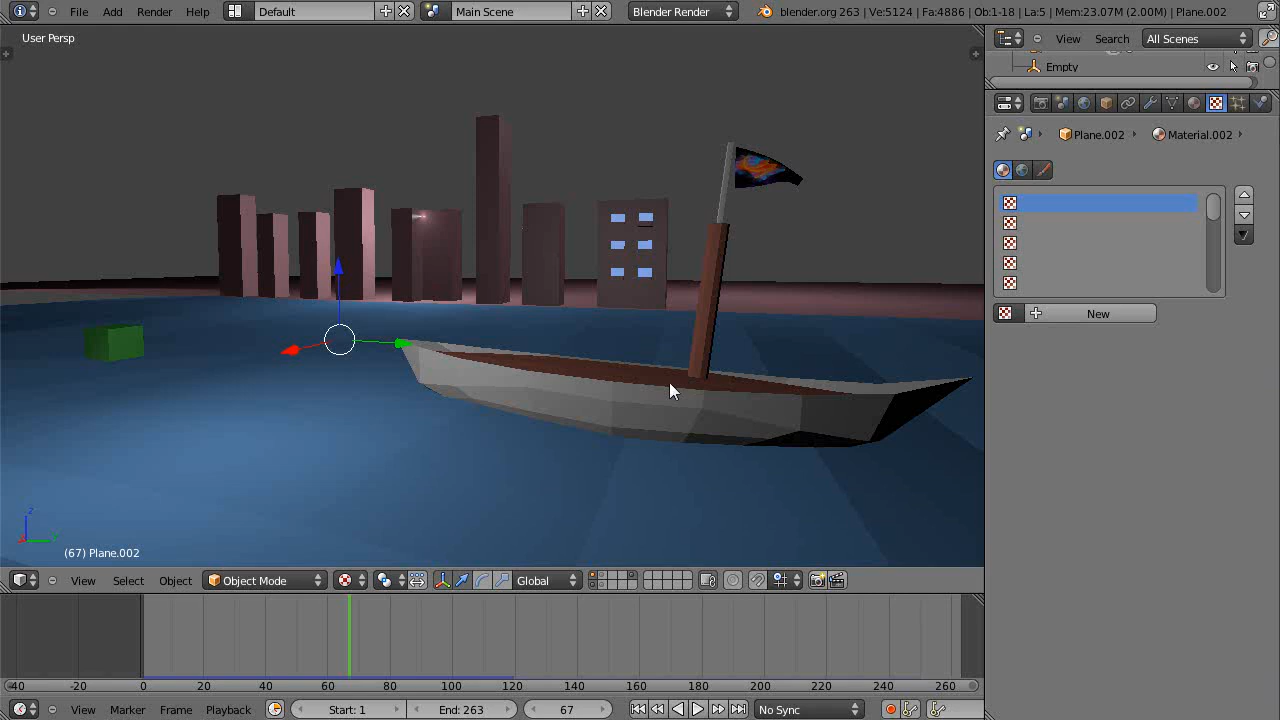 File Add Render Help Default Main Scene Blender Render blender.org 263 | Ve:5124 | Fa:4886 | Ob:1-18 | La:5 | Mem:23.07M (2.00M) | Plane.002
User Persp
View Search All Scenes
Empty
Plane.002 Material.002
New
z
y
(67) Plane.002
View Select Object Object Mode Global
-40 -20 0 20 40 60 80 100 120 140 160 180 200 220 240 260
View Marker Frame Playback Start: 1 End: 263 67 No Sync